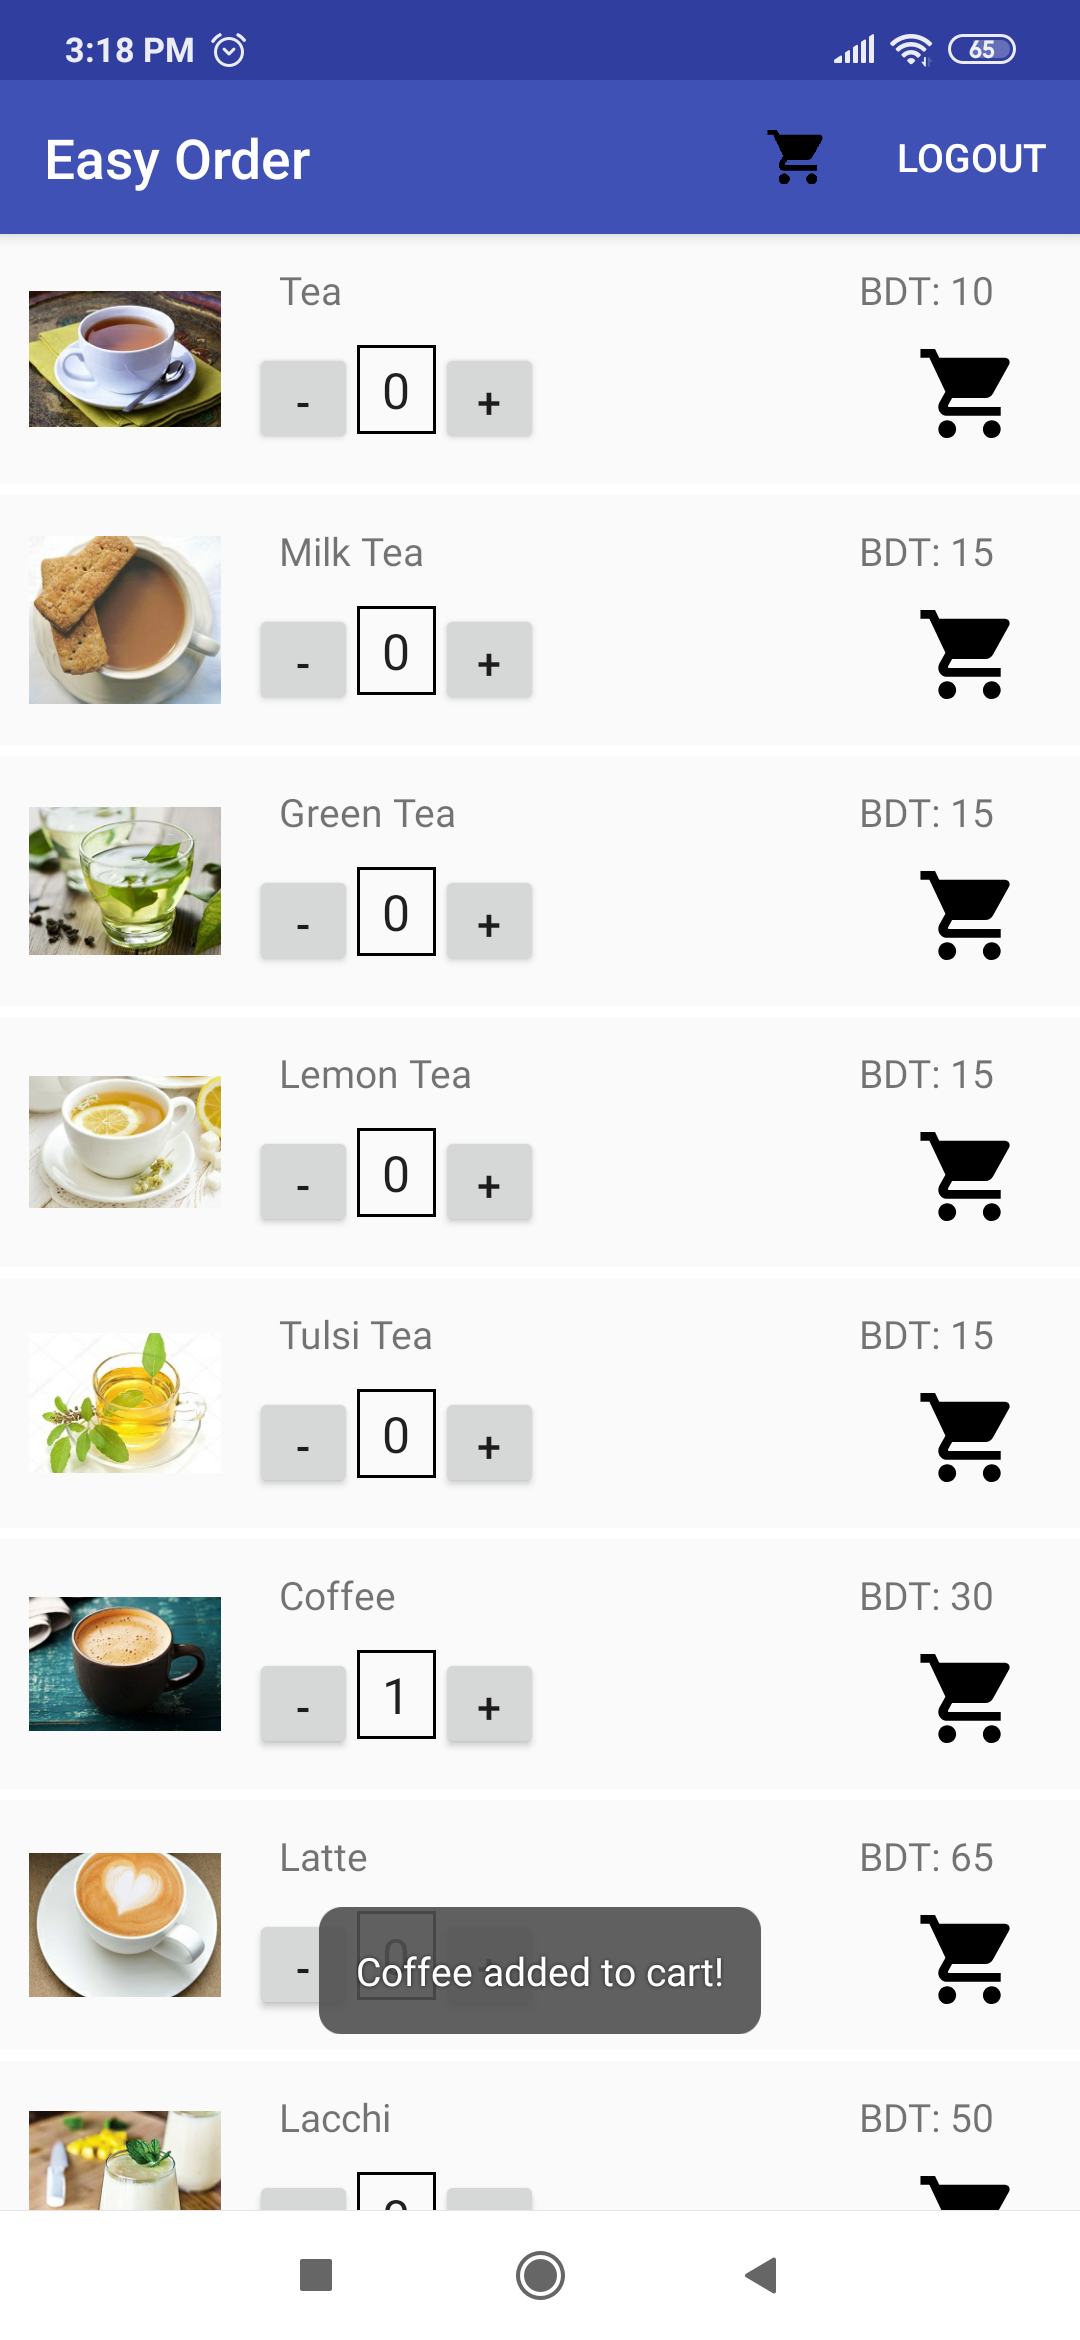 3:18 PM 65
Easy Order LOGOUT
Tea BDT: 10
- 0 +
Milk Tea BDT: 15
- 0 +
Green Tea BDT: 15
- 0 +
Lemon Tea BDT: 15
- 0 +
Tulsi Tea BDT: 15
- 0 +
Coffee BDT: 30
- 1 +
Latte BDT: 65
- 0 +
Coffee added to cart!
Lacchi BDT: 50